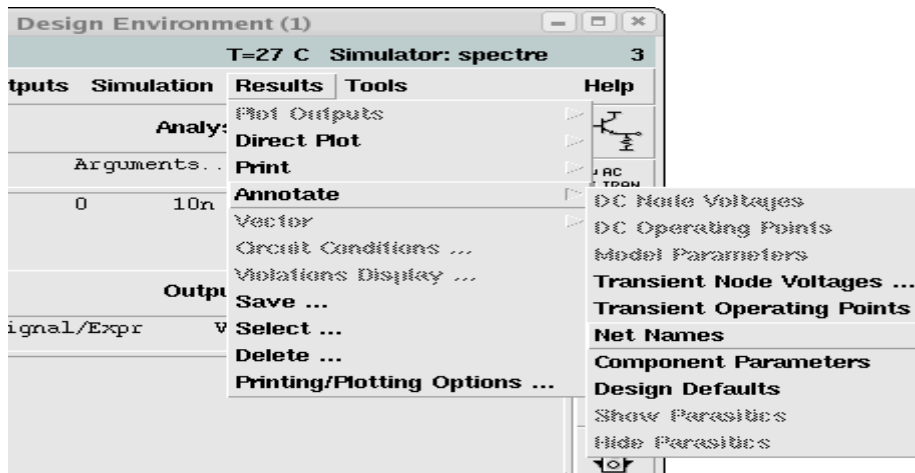 Design Environment (1)
T=27 C Simulator: spectre 3
tputs Simulation Results Tools Help
Analys
Arguments..
0 10n
Outpu
ignal/Expr V
Plot Outputs
Direct Plot
Print
Annotate
Vector
Circuit Conditions ...
Violations Display ...
Save ...
Select ...
Delete ...
Printing/Plotting Options ...
AC
TRAN
DC Node Voltages
DC Operating Points
Model Parameters
Transient Node Voltages ...
Transient Operating Points
Net Names
Component Parameters
Design Defaults
Show Parasitics
Hide Parasitics